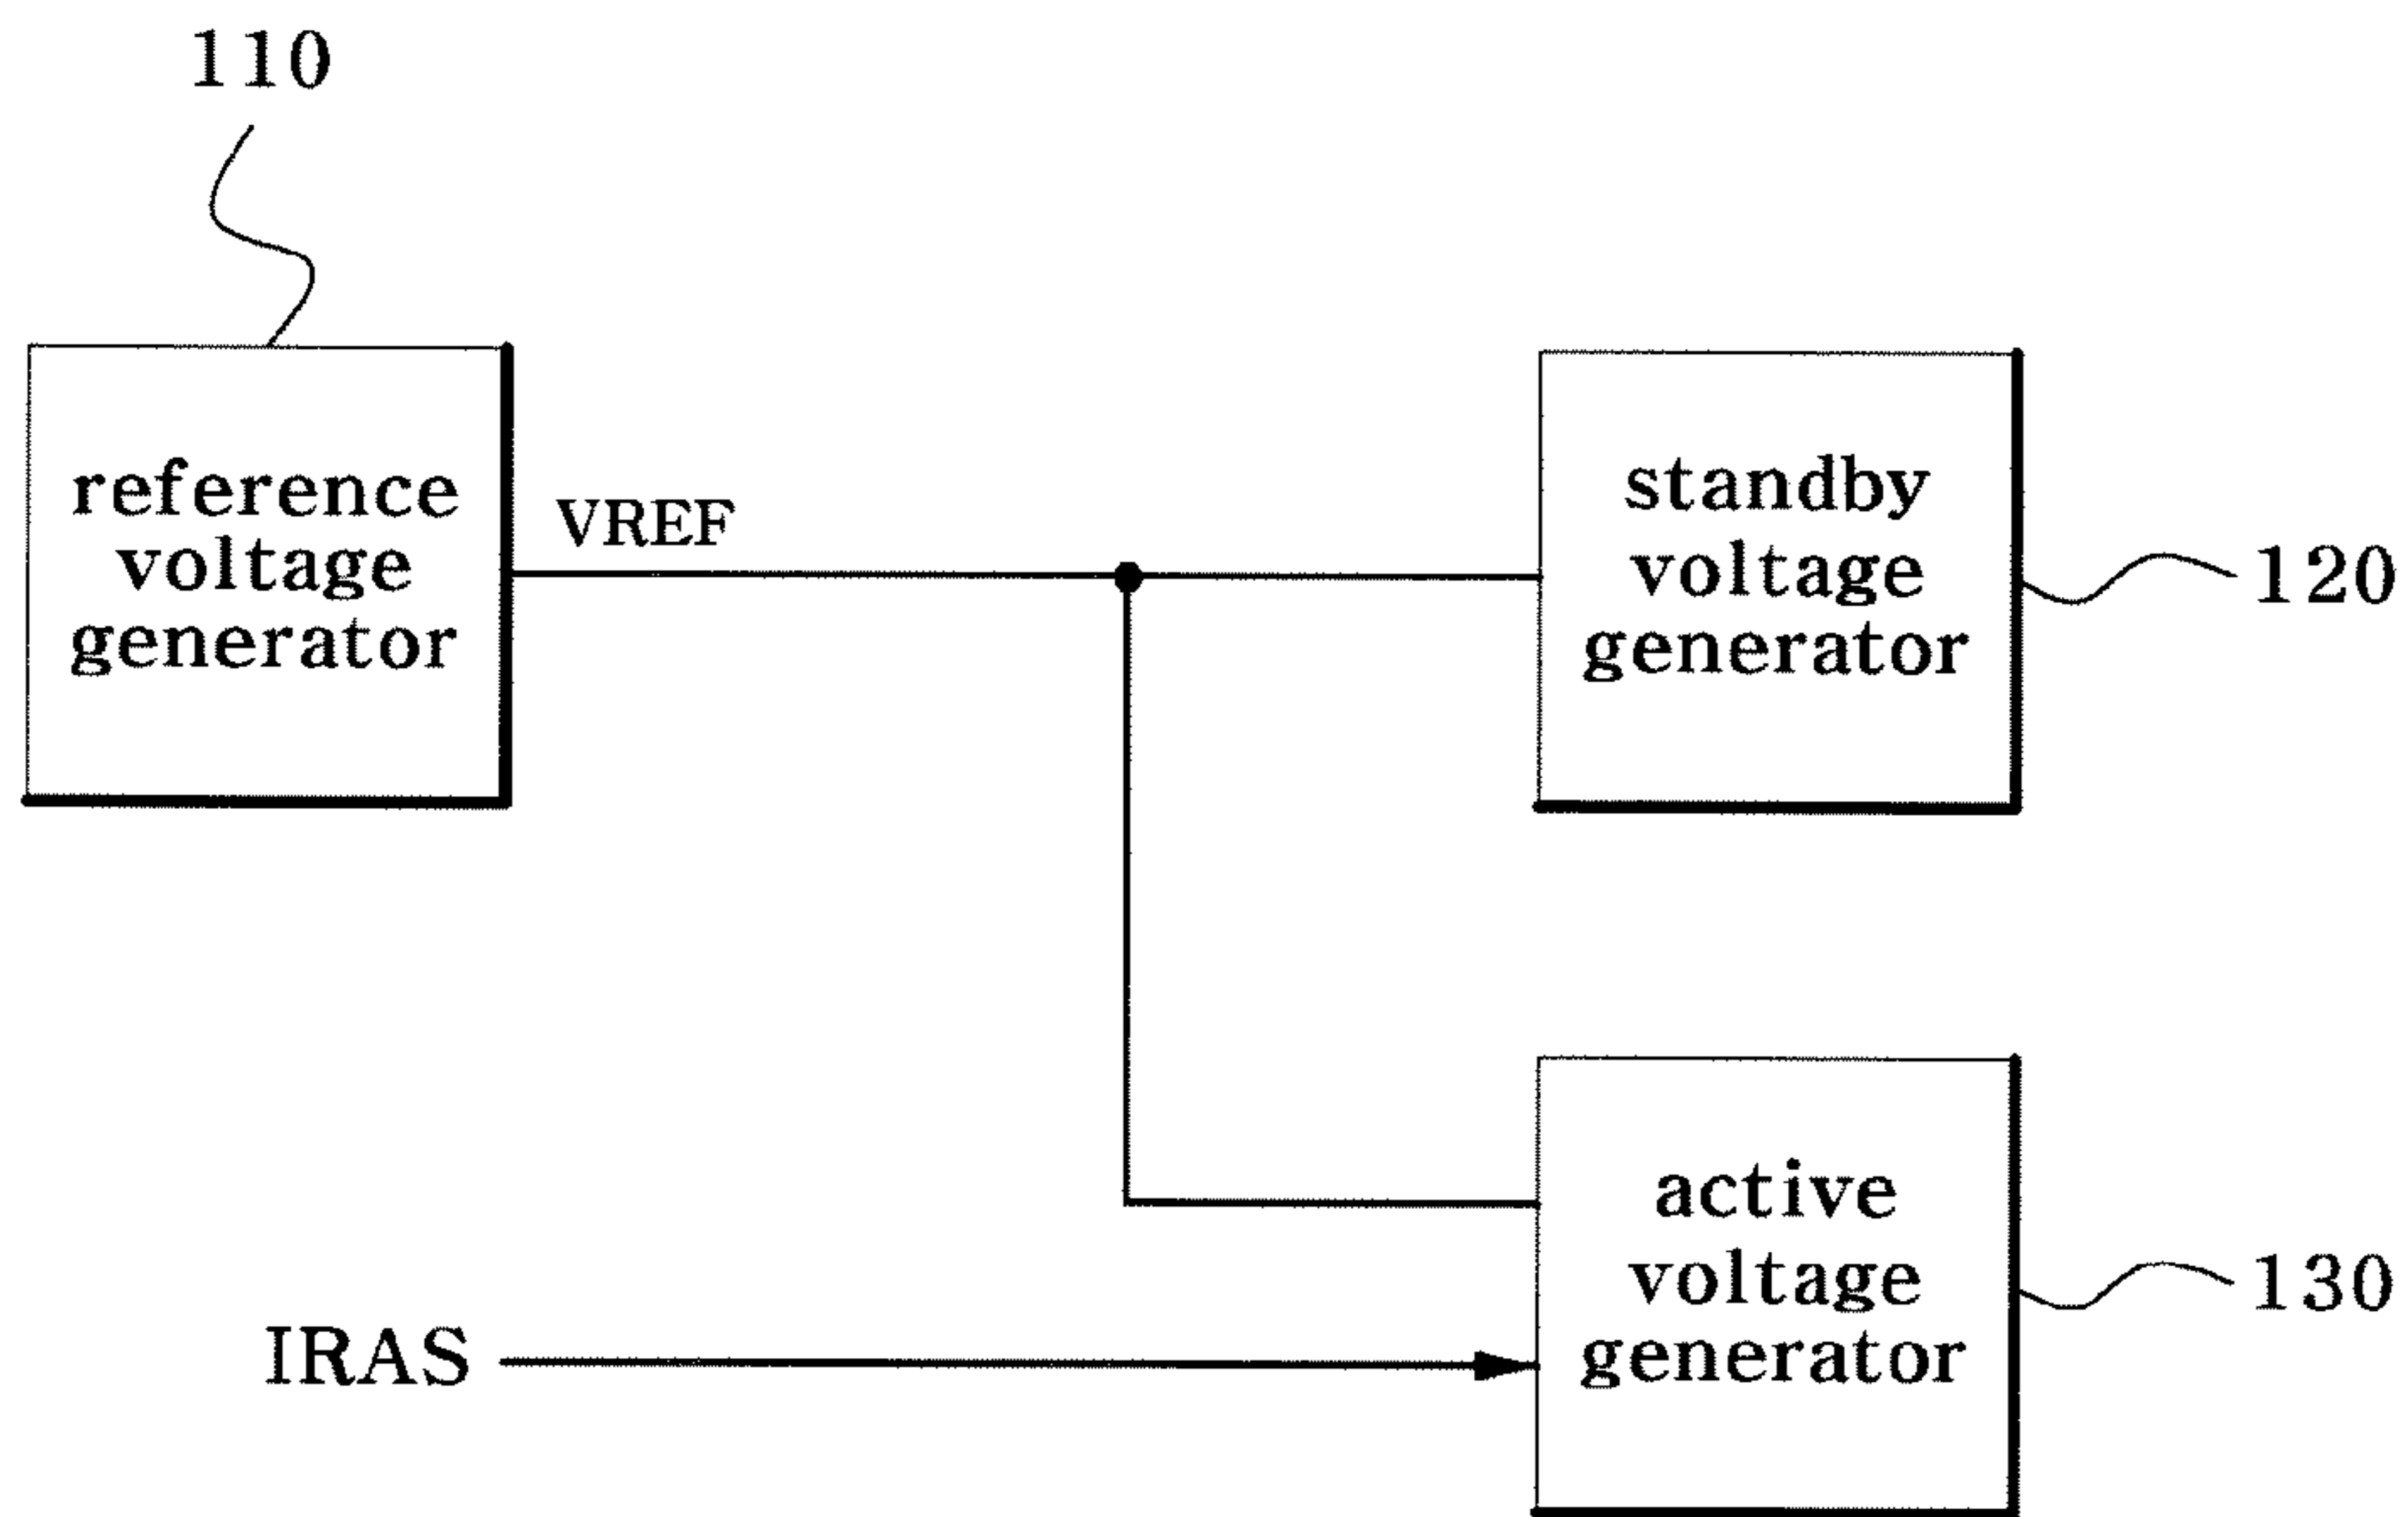 110
reference
voltage
generator
VREF
standby
voltage
generator
120
active
voltage
generator
130
IRAS